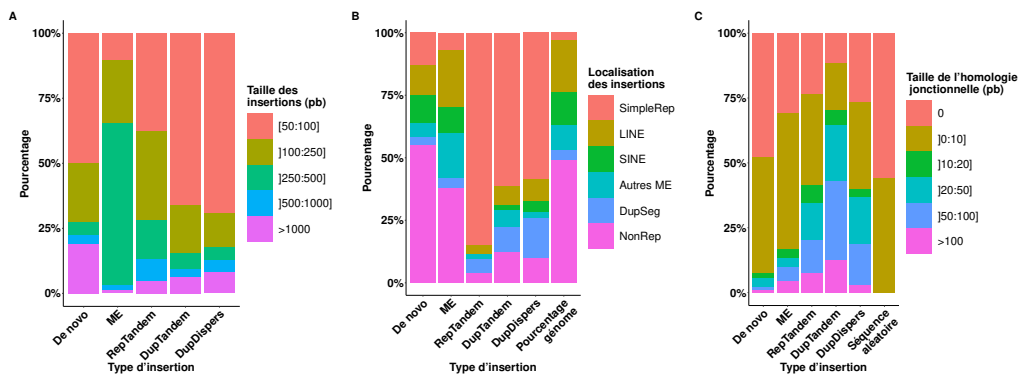 A
100%
75%
50%
25%
0%
Pourcentage
De novo
ME
RepTandem
DupTandem
DupDispers
Type d'insertion
Taille des
insertions (pb)
]50:100]
]100:250]
]250:500]
]500:1000]
>1000
B
100%
75%
50%
25%
0%
Pourcentage
De novo
ME
RepTandem
DupTandem
DupDispers
Pourcentage
génome
Type d'insertion
Localisation
des insertions
SimpleRep
LINE
SINE
Autres ME
DupSeg
NonRep
C
100%
75%
50%
25%
0%
Pourcentage
De novo
ME
RepTandem
DupTandem
DupDispers
Séquence
aléatoire
Type d'insertion
Taille de l'homologie
jonctionnelle (pb)
0
]0:10]
]10:20]
]20:50]
]50:100]
>100